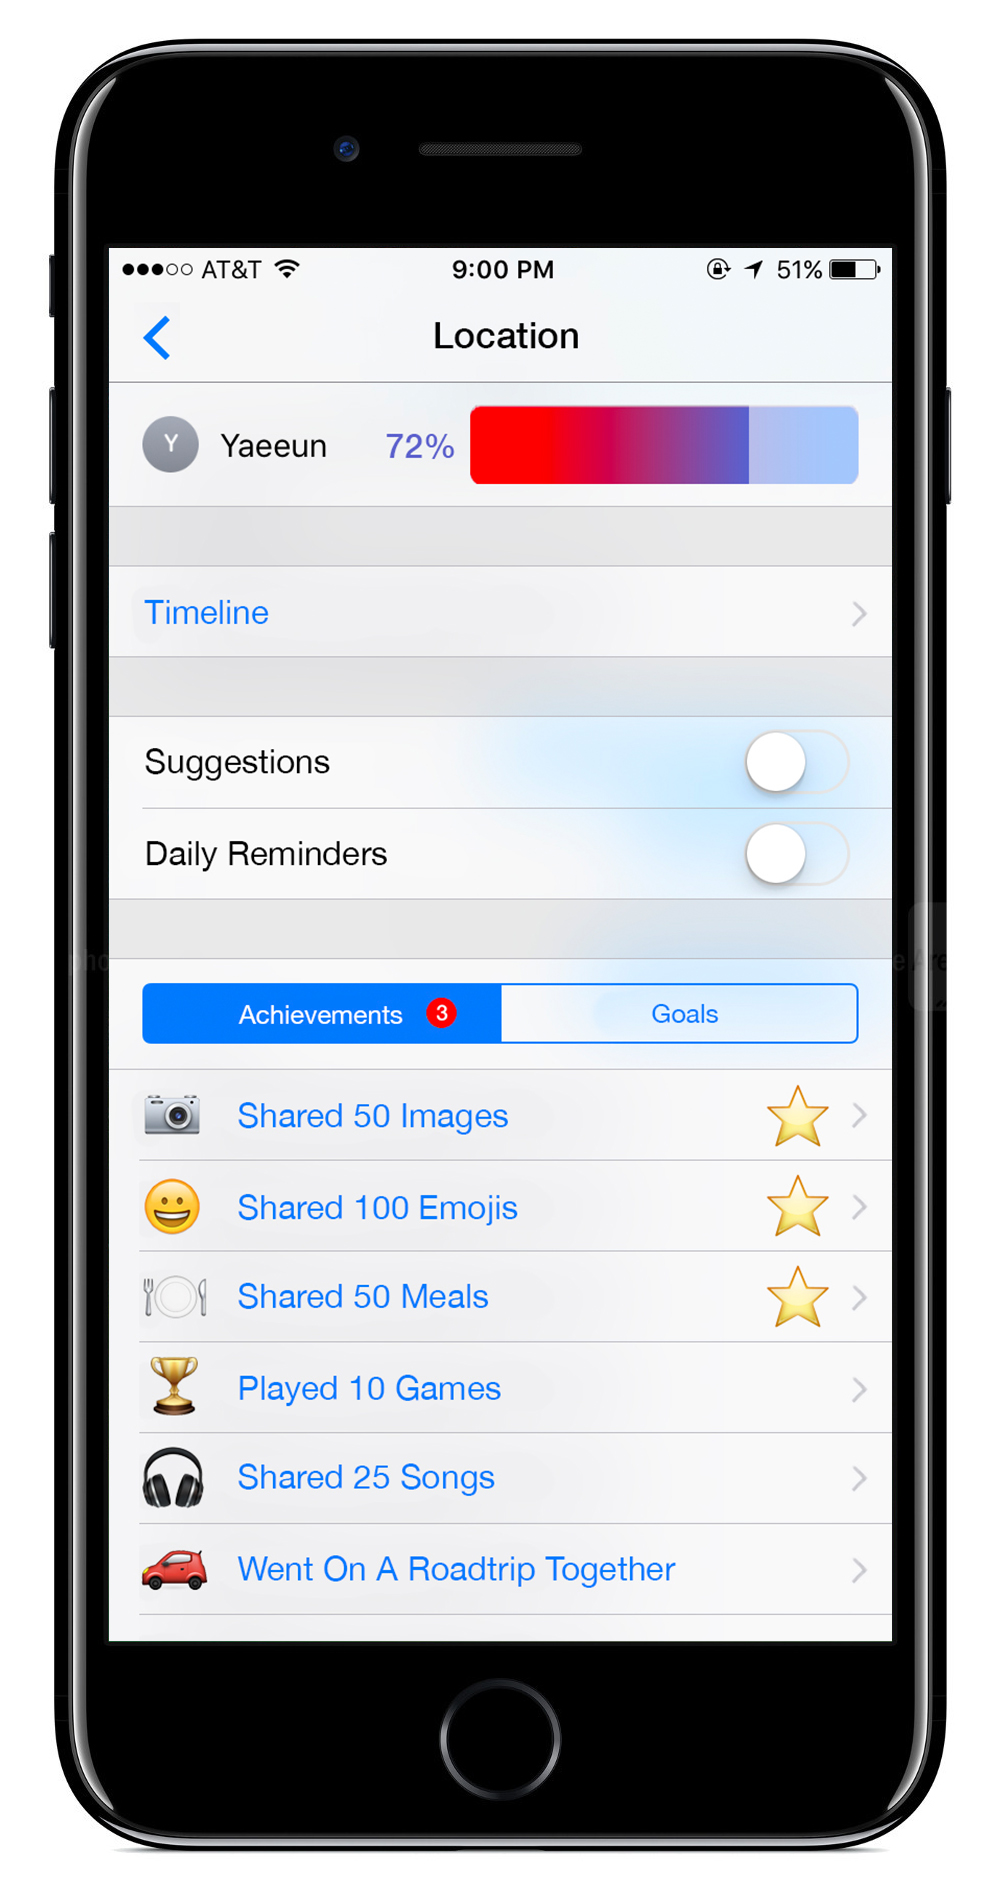 AT&T 9:00 PM 51%
Location
Y Yaeeun 72%
Timeline
Suggestions
Daily Reminders
Achievements 3 Goals
Shared 50 Images
Shared 100 Emojis
Shared 50 Meals
Played 10 Games
Shared 25 Songs
Went On A Roadtrip Together